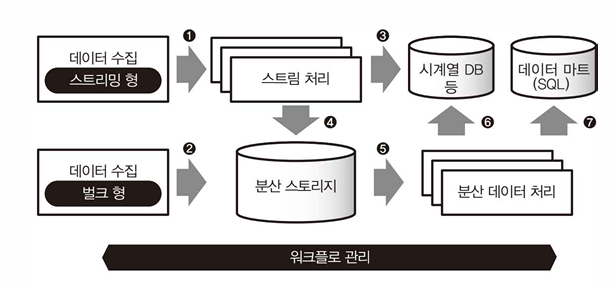 데이터 수집
스트리밍 형
❶
스트림 처리
❸
시계열 DB
등
데이터 마트
(SQL)
❹
❻
❼
데이터 수집
벌크 형
❷
분산 스토리지
❺
분산 데이터 처리
워크플로 관리